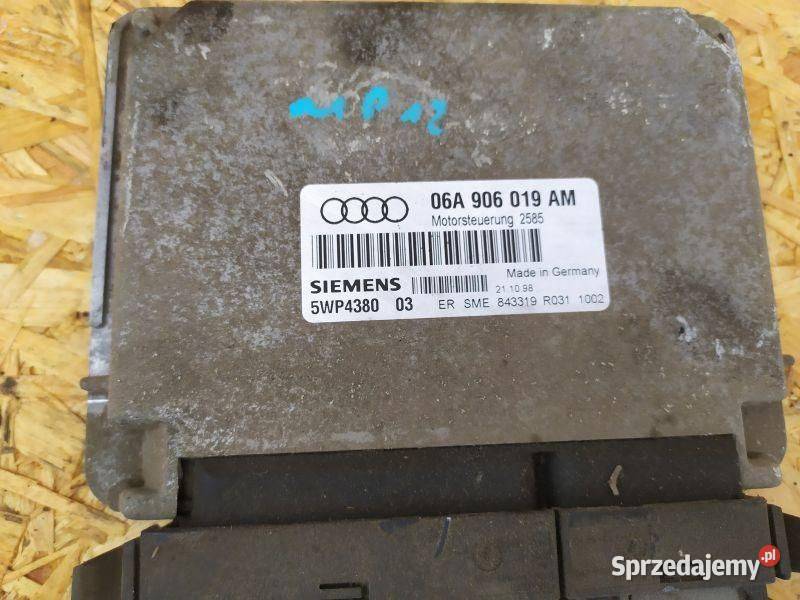 06A 906 019 AM
Motorsteuerung 2585
SIEMENS Made in Germany
21.10.98
5WP4380 03 ER SME 843319 R031 1002
Sprzedajemy.pl